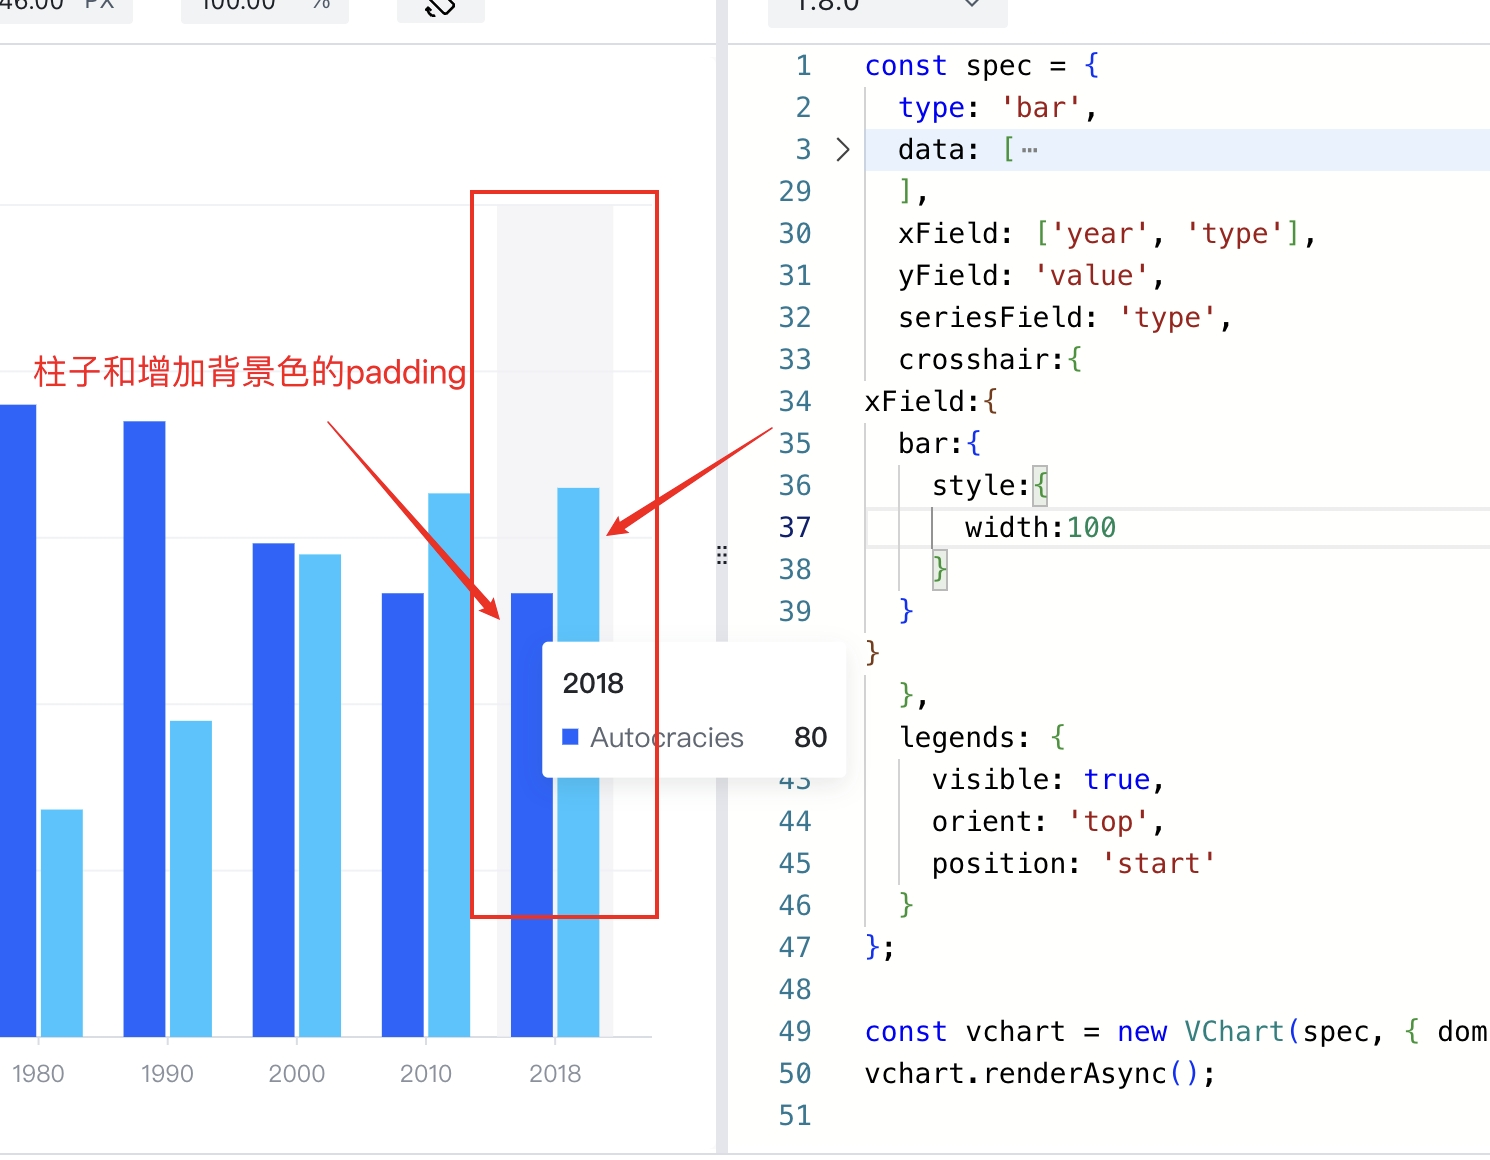 46.00 PX 100.00 %
1.8.0
1 const spec = {
2 type: 'bar',
3 data: [ ⋯
29 ],
30 xField: ['year', 'type'],
31 yField: 'value',
32 seriesField: 'type',
33 crosshair:{
34 xField:{
35 bar:{
36 style:{
37 width:100
38 }
39 }
}
},
legends: {
43 visible: true,
44 orient: 'top',
45 position: 'start'
46 }
47 };
48
49 const vchart = new VChart(spec, { dom
50 vchart.renderAsync();
51
柱子和增加背景色的padding
2018
Autocracies 80
1980 1990 2000 2010 2018